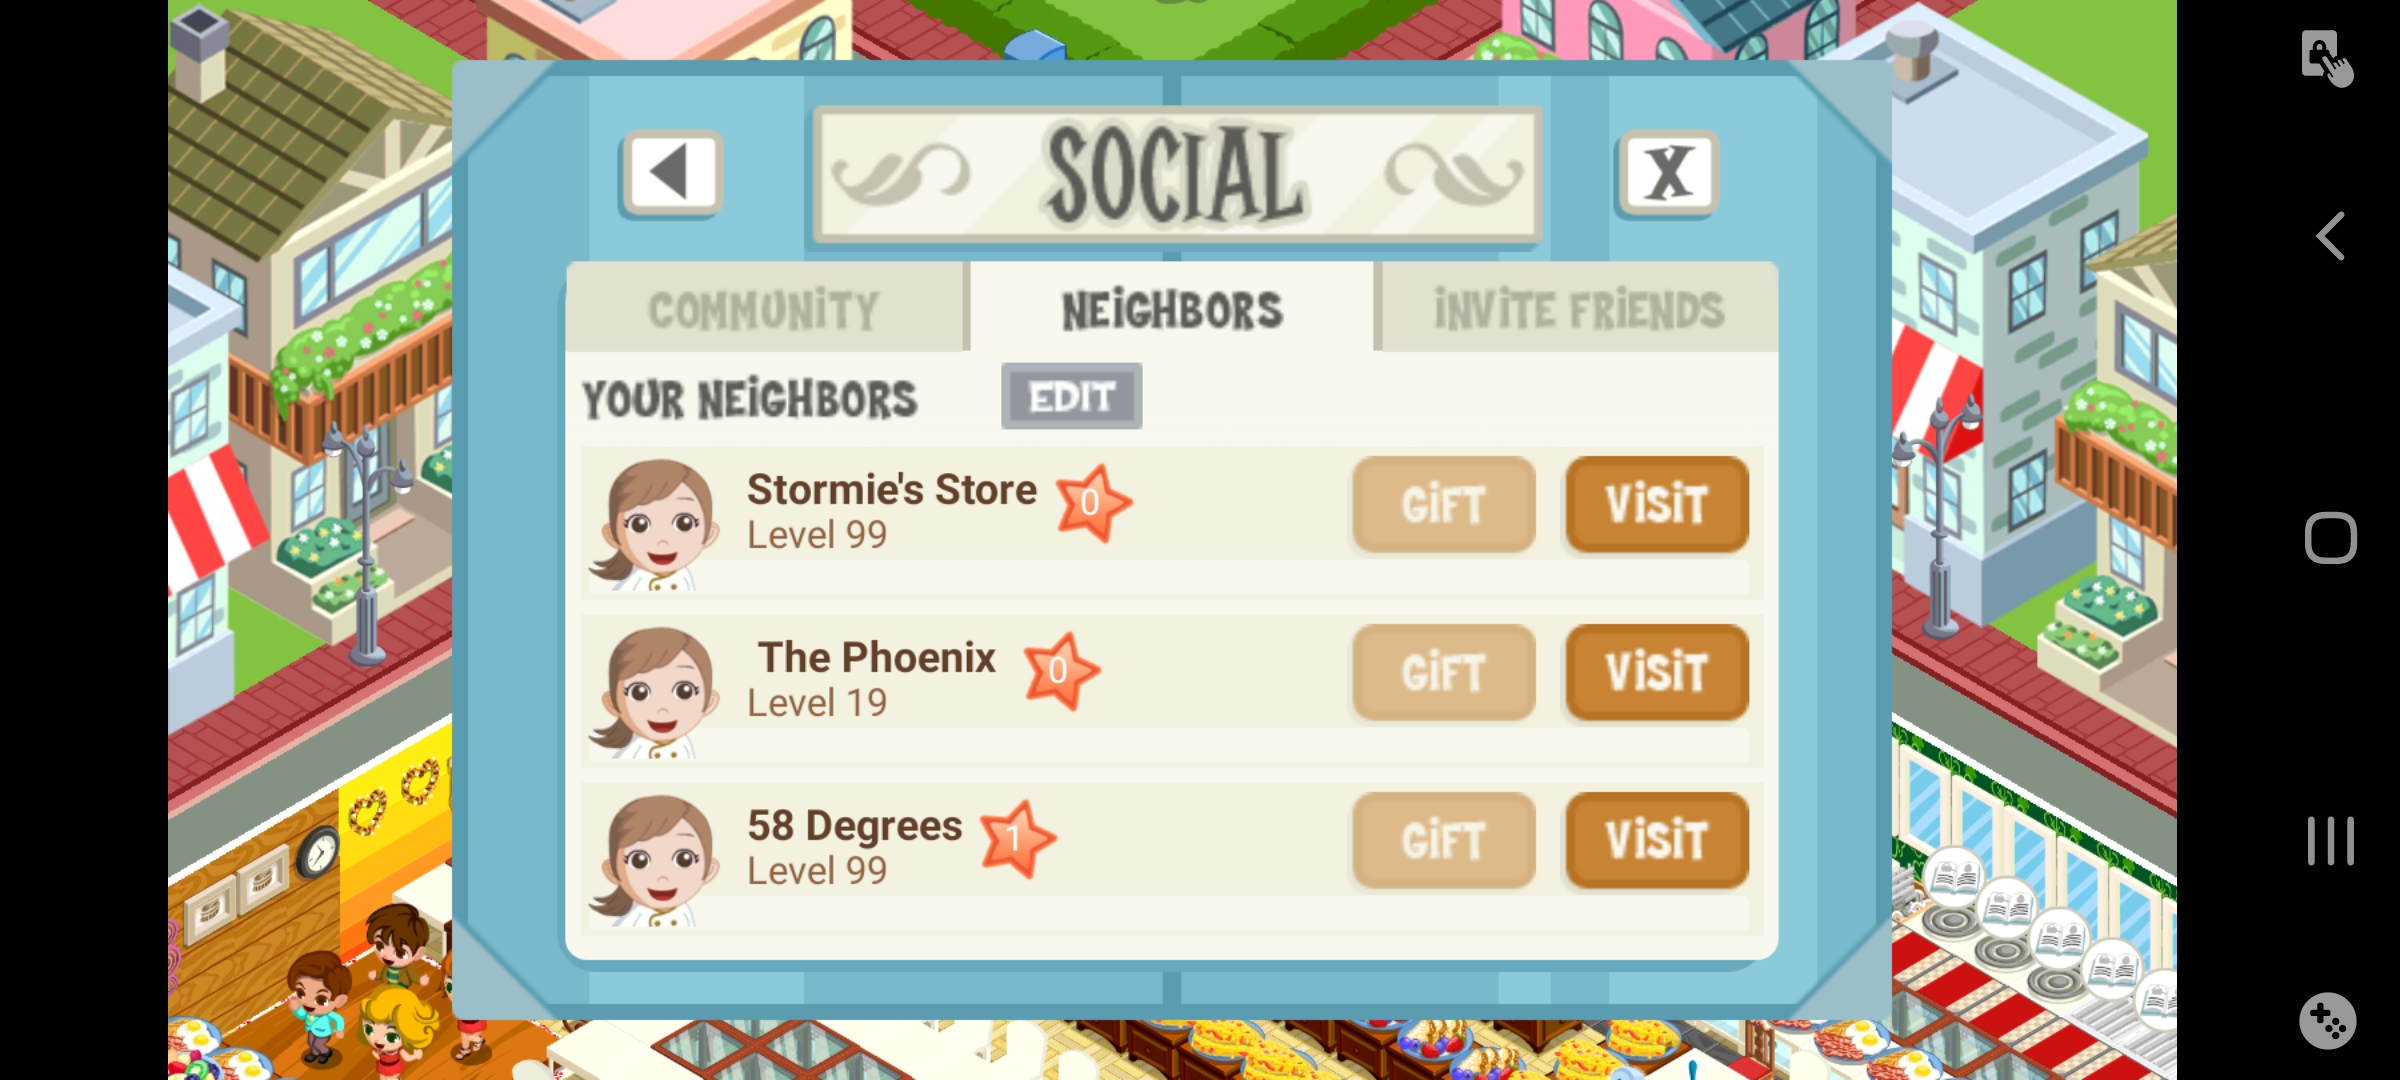 SOCIAL
X
COMMUNITY
NEIGHBORS
INVITE FRIENDS
YOUR NEIGHBORS
EDIT
Stormie's Store 0
Level 99
GIFT
VISIT
The Phoenix 0
Level 19
GIFT
VISIT
58 Degrees 1
Level 99
GIFT
VISIT